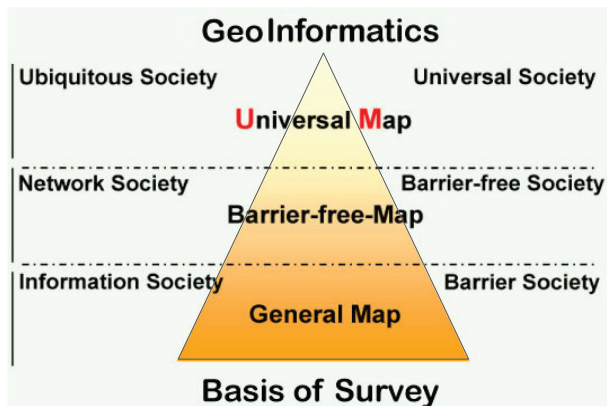 GeoInformatics
Ubiquitous Society
Universal Society
Universal Map
Network Society
Barrier-free Society
Barrier-free-Map
Information Society
Barrier Society
General Map
Basis of Survey